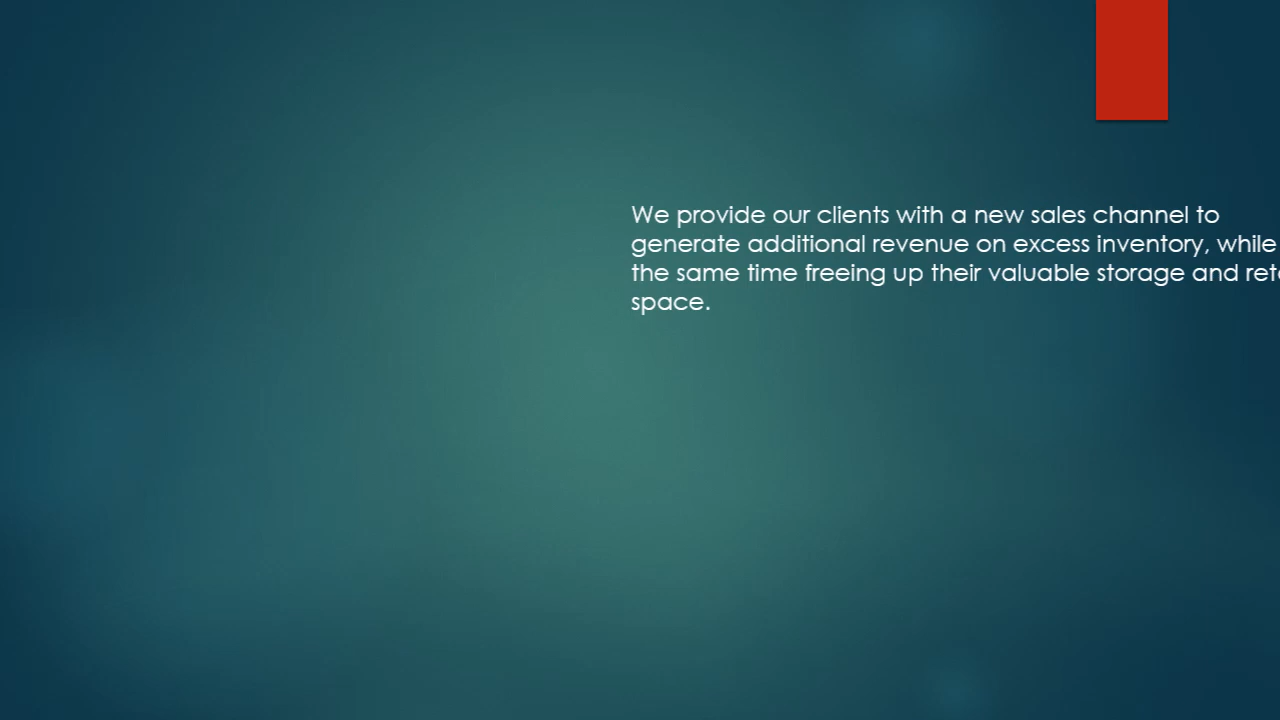 We provide our clients with a new sales channel to
generate additional revenue on excess inventory, while
the same time freeing up their valuable storage and
space.